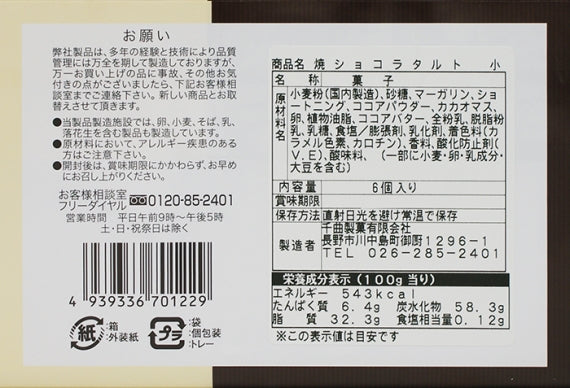 お願い
弊社製品は、多年の経験と技術により品質
管理には万全を期して製造しておりますが、
万一お買い上げの品に事故、その他お気
付きの点がございましたら、下記お客様相
談室までご連絡下さい。新しい商品とお取
替えさせて頂きます。
●当製品製造施設では、卵、小麦、そば、乳、
落花生を含む製品も製造しています。
●原材料において、アレルギー疾患のある
方はご注意下さい。
●開封後は、賞味期限にかかわらず、お早め
にお召し上がりください。
お客様相談室
フリーダイヤル 0120-85-2401
営業時間 平日午前9時~午後5時
土・日・祝祭日は除く
4 939336 701229
紙 :箱
:外装紙
プラ :袋
:個包装
:トレー
商品名 焼ショコラタルト 小
名称 菓子
原材料名 小麦粉(国内製造)、砂糖、マーガリン、ショ
ートニング、ココアパウダー、カカオマス、
卵、植物油脂、ココアバター、全粉乳、脱脂粉
乳、乳糖、食塩/膨張剤、乳化剤、着色料(カ
ラメル色素、カロチン)、香料、酸化防止剤(
V.E)、酸味料、(一部に小麦・卵・乳成分・
大豆を含む)
内容量 6個入り
賞味期限
保存方法 直射日光を避け常温で保存
製造者 千曲製菓有限会社
長野市川中島町御厨1296-1
TEL 026-285-2401
栄養成分表示(100g当り)
エネルギー 543kcal
たんぱく質 6.4g 炭水化物 58.3g
脂質 32.3g 食塩相当量0.12g
※この表示値は目安です